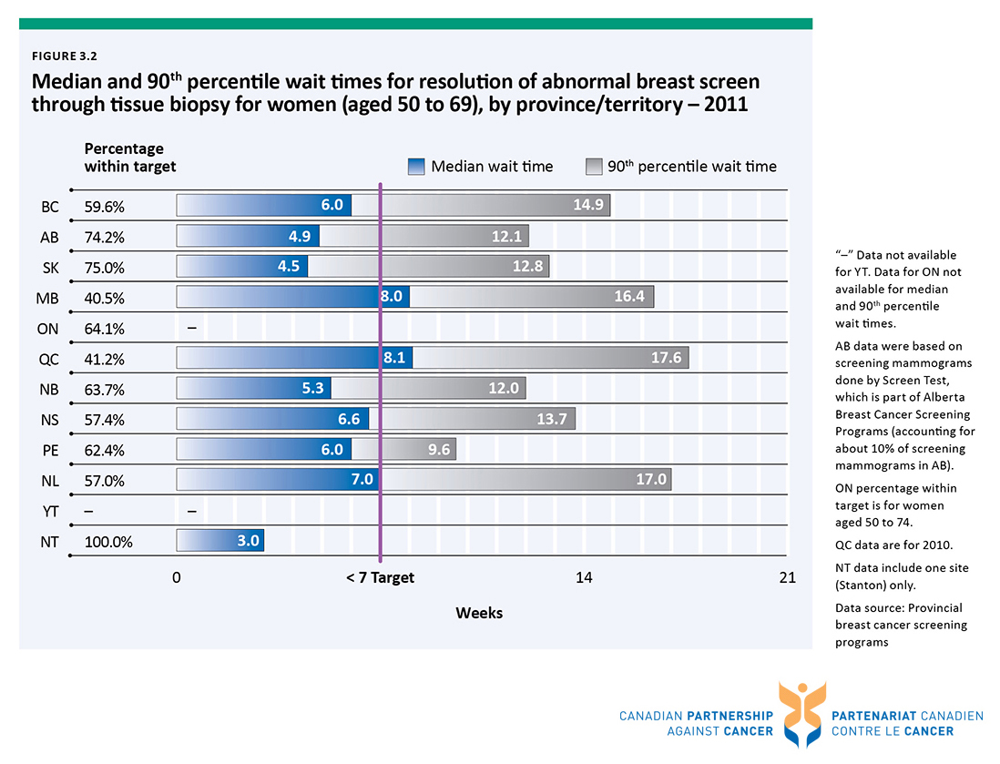 FIGURE 3.2
Median and 90th percentile wait times for resolution of abnormal breast screen
through tissue biopsy for women (aged 50 to 69), by province/territory – 2011
Percentage
within target
Median wait time
90th percentile wait time
BC 59.6% 6.0 14.9
AB 74.2% 4.9 12.1
SK 75.0% 4.5 12.8
MB 40.5% 8.0 16.4
ON 64.1% –
QC 41.2% 8.1 17.6
NB 63.7% 5.3 12.0
NS 57.4% 6.6 13.7
PE 62.4% 6.0 9.6
NL 57.0% 7.0 17.0
YT – –
NT 100.0% 3.0
0 < 7 Target 14 21
Weeks
“–” Data not available
for YT. Data for ON not
available for median
and 90th percentile
wait times.
AB data were based on
screening mammograms
done by Screen Test,
which is part of Alberta
Breast Cancer Screening
Programs (accounting for
about 10% of screening
mammograms in AB).
ON percentage within
target is for women
aged 50 to 74.
QC data are for 2010.
NT data include one site
(Stanton) only.
Data source: Provincial
breast cancer screening
programs
CANADIAN PARTNERSHIP
AGAINST CANCER
PARTENARIAT CANADIEN
CONTRE LE CANCER